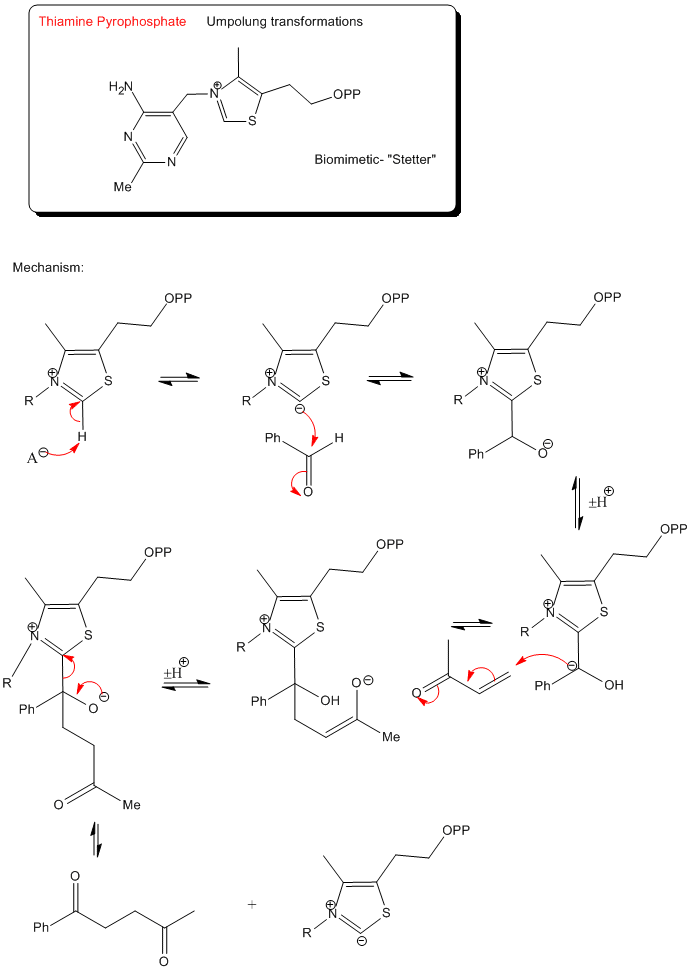 Thiamine Pyrophosphate Umpolung transformations
H₂N
N⊕
OPP
N
S
N
Biomimetic- "Stetter"
Me
Mechanism:
OPP
OPP
OPP
⊕
N
S
⊕
N
S
⊕
N
S
R
R
R
H
A⊖
⊖
Ph
H
O
Ph
O⊖
±H⊕
OPP
OPP
OPP
⊕
N
S
⊕
N
S
⊕
N
S
R
R
R
±H⊕
Ph
O⊖
Ph
OH
O⊖
O
⊖
Ph
OH
Me
O
Me
OPP
O
Ph
O
+
⊕
N
S
R
⊖